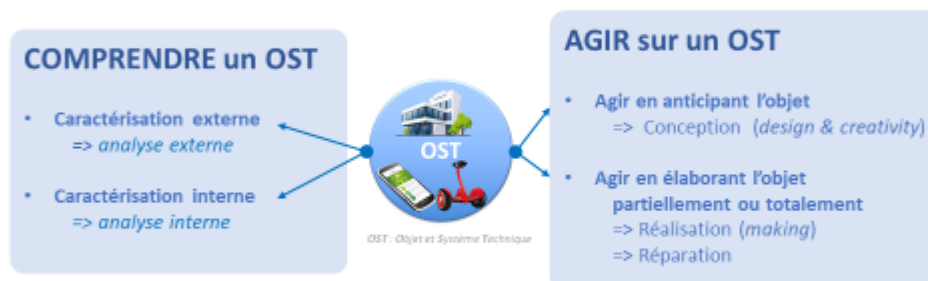 COMPRENDRE un OST
• Caractérisation externe
=> analyse externe
• Caractérisation interne
=> analyse interne
OST
OST : Objet et Système Technique
AGIR sur un OST
• Agir en anticipant l'objet
=> Conception (design & creativity)
• Agir en élaborant l'objet
partiellement ou totalement
=> Réalisation (making)
=> Réparation